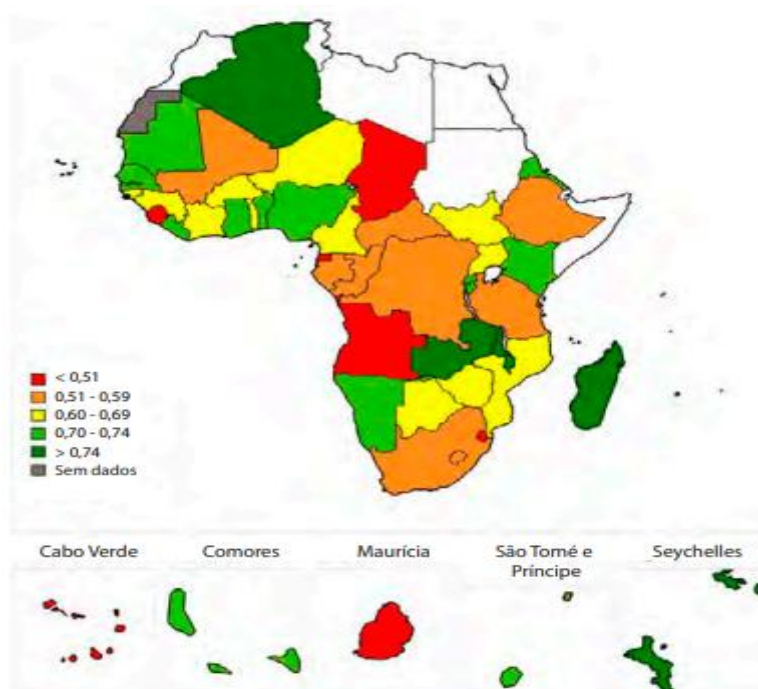 < 0,51
0,51 - 0,59
0,60 - 0,69
0,70 - 0,74
> 0,74
Sem dados
Cabo Verde
Comores
Maurícia
São Tomé e
Príncipe
Seychelles